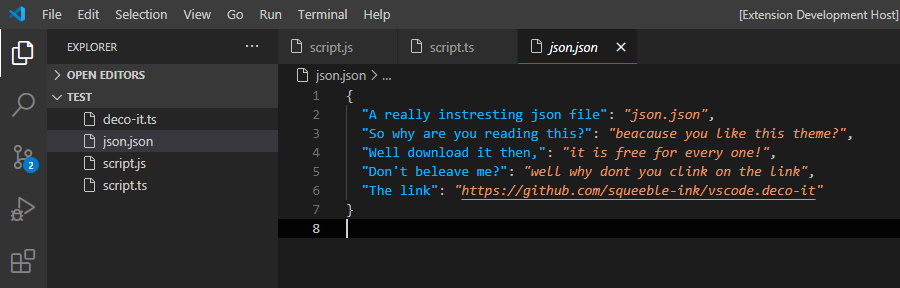 File Edit Selection View Go Run Terminal Help [Extension Development Host]
EXPLORER ...
script.js script.ts json.json
OPEN EDITORS
json.json > ...
TEST
deco-it.ts
json.json
script.js
script.ts
2
1 {
2 "A really instresting json file": "json.json",
3 "So why are you reading this?": "beacause you like this theme?",
4 "Well download it then,": "it is free for every one!",
5 "Don't beleave me?": "well why dont you clink on the link",
6 "The link": "https://github.com/squeeble-ink/vscode.deco-it"
7 }
8